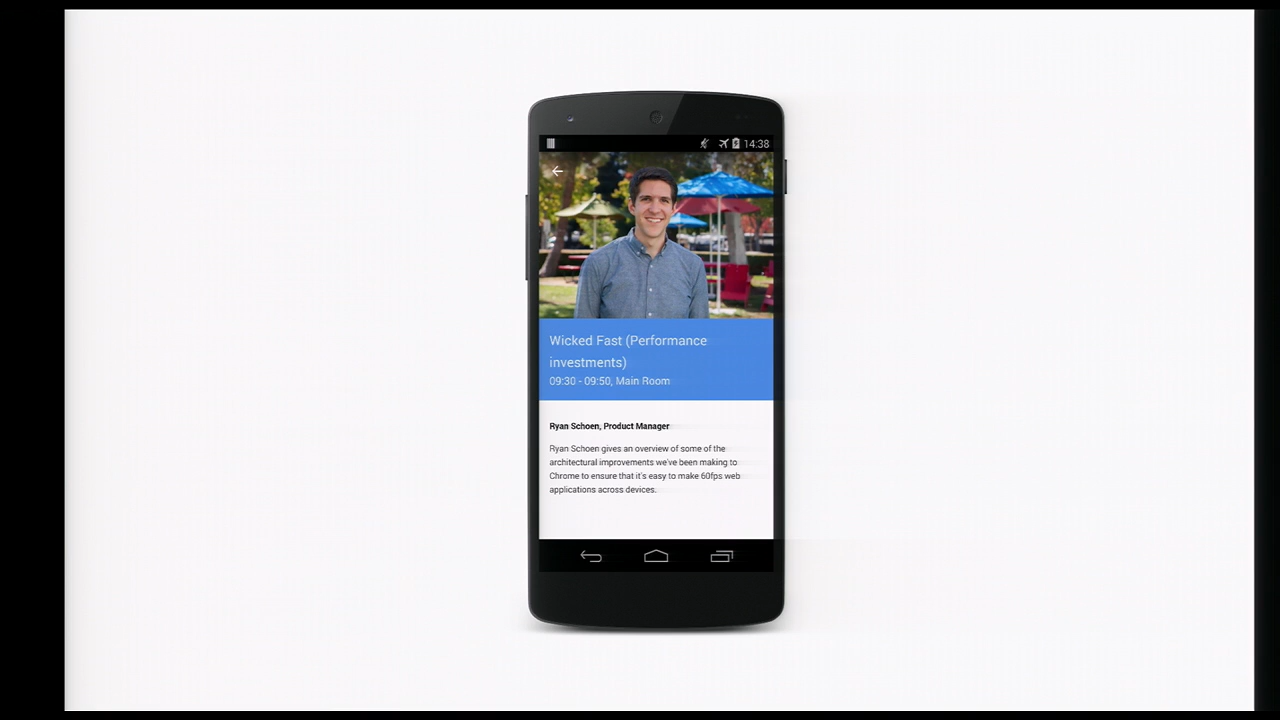 14:38
Wicked Fast (Performance
investments)
09:30 - 09:50, Main Room
Ryan Schoen, Product Manager
Ryan Schoen gives an overview of some of the
architectural improvements we've been making to
Chrome to ensure that it's easy to make 60fps web
applications across devices.